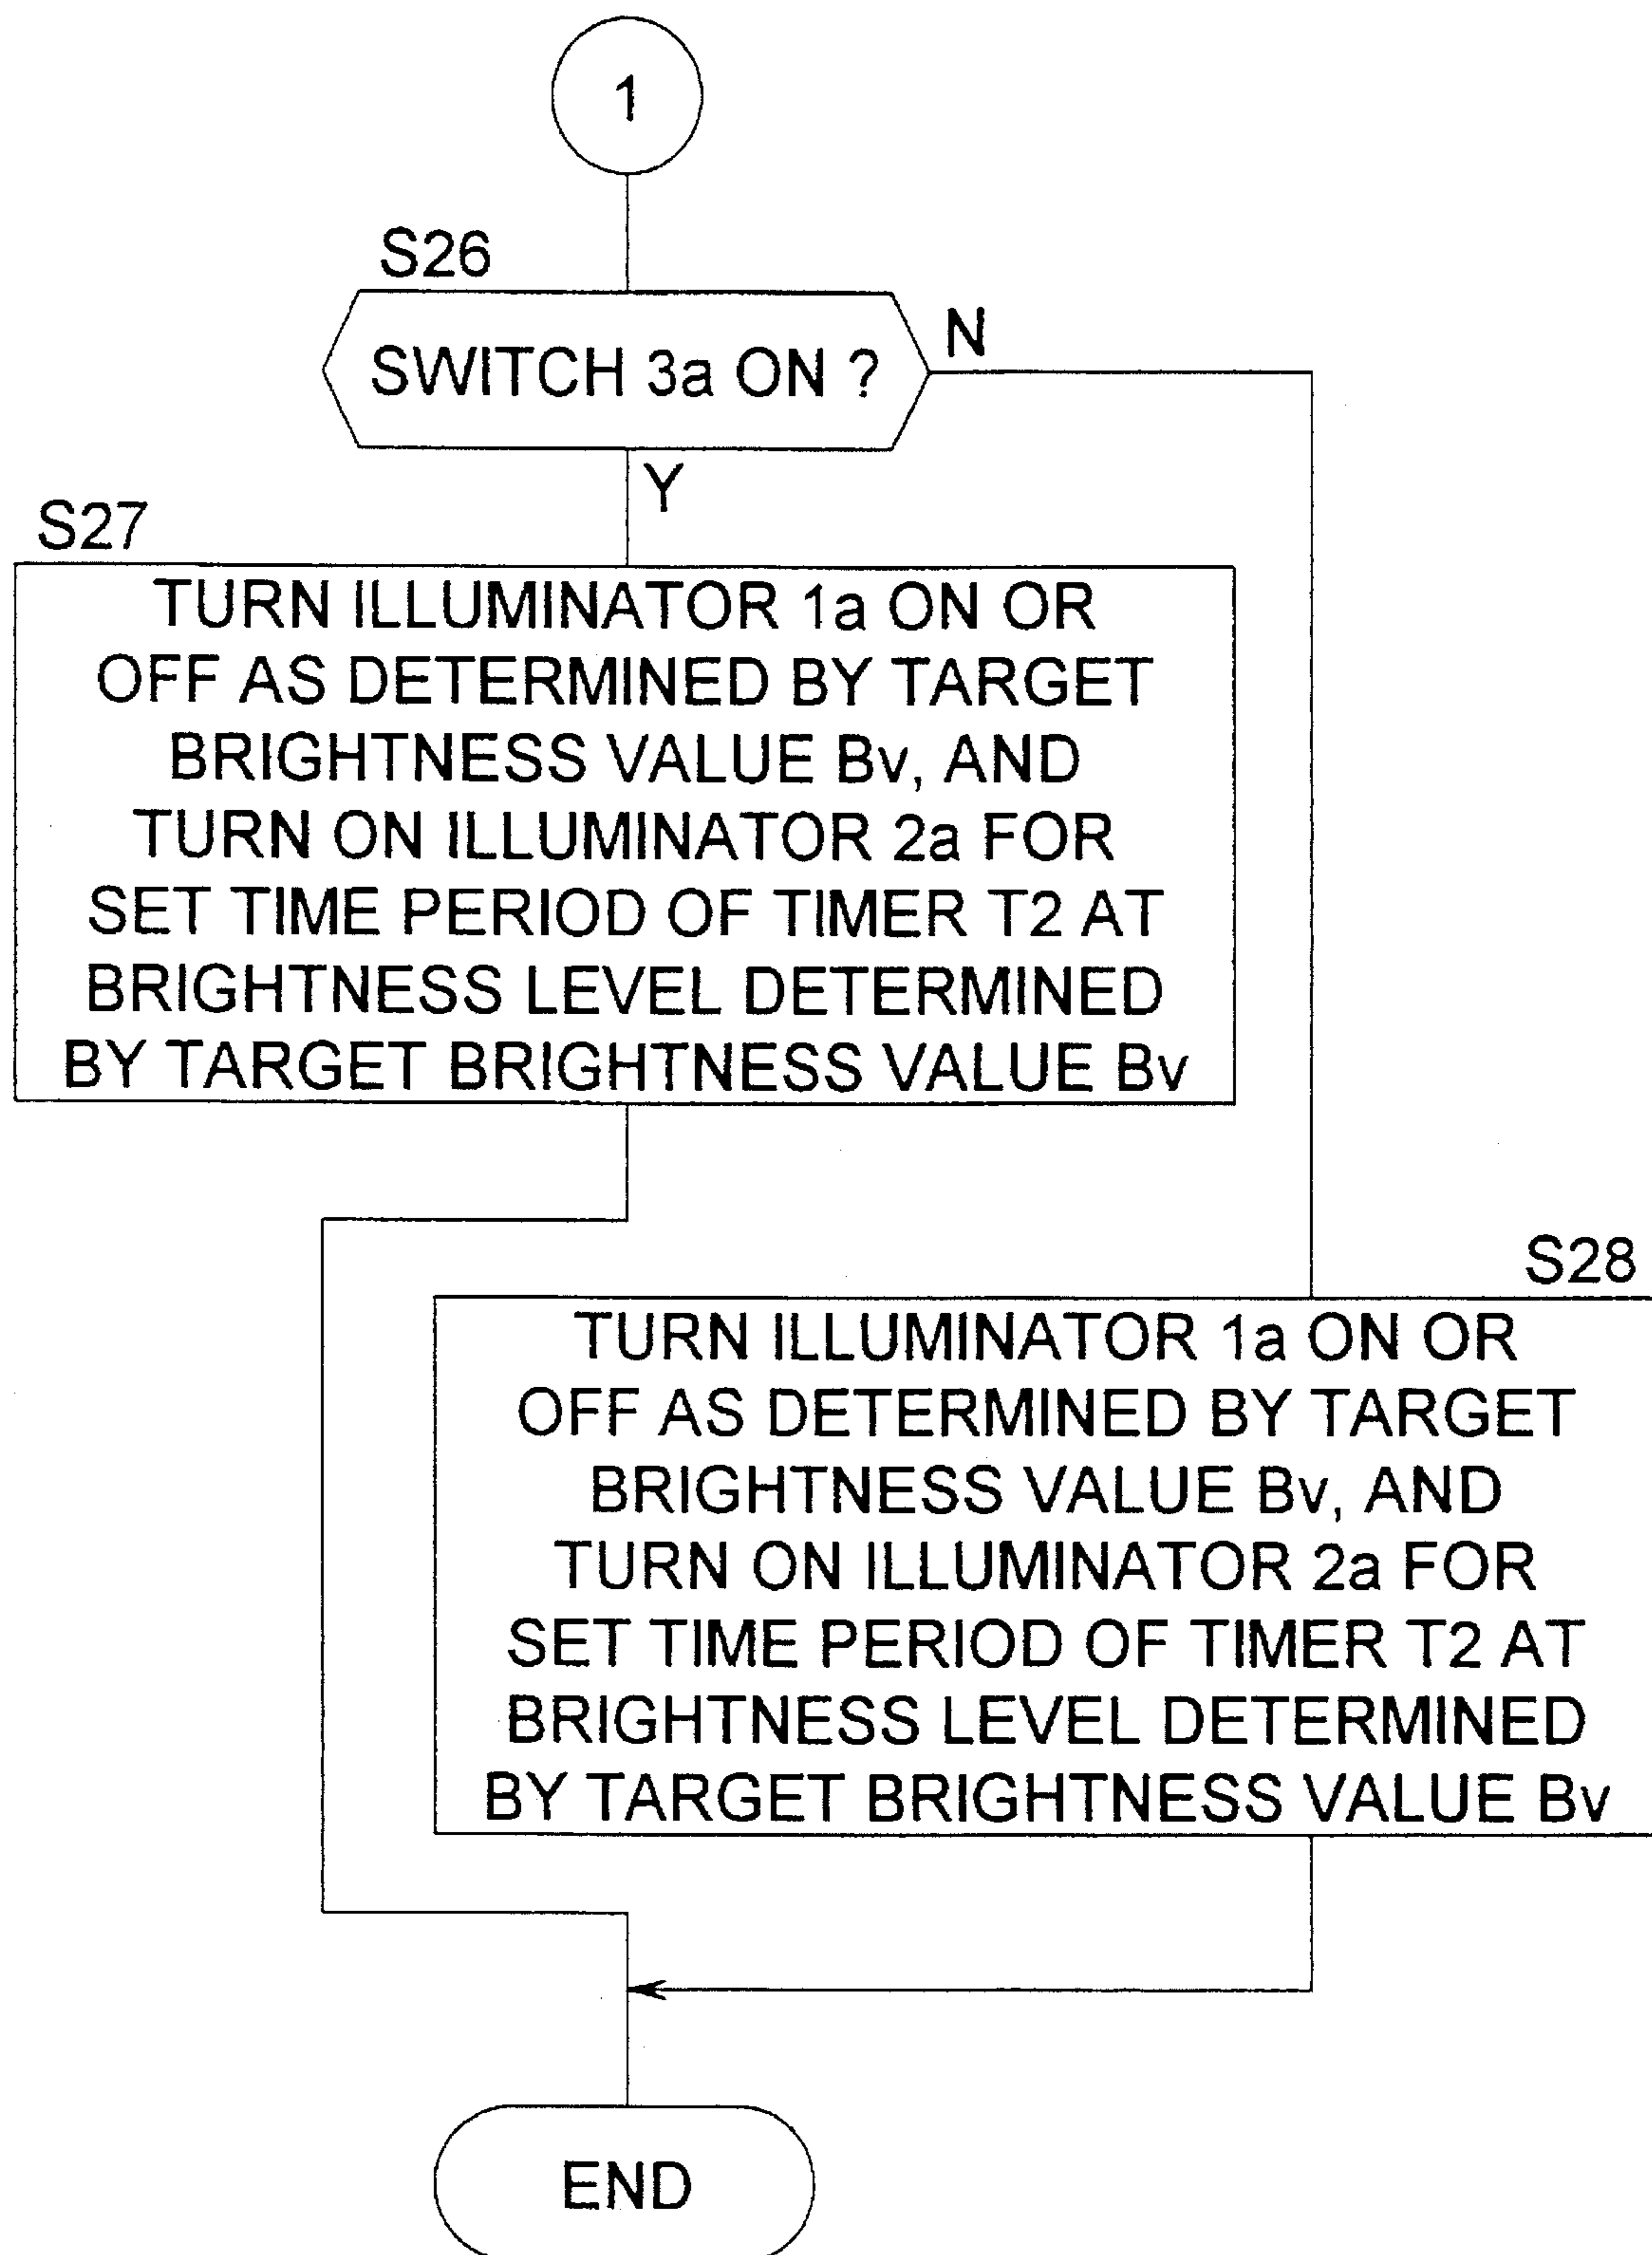 1
S26
SWITCH 3a ON ?
N
Y
S27
TURN ILLUMINATOR 1a ON OR
OFF AS DETERMINED BY TARGET
BRIGHTNESS VALUE Bv, AND
TURN ON ILLUMINATOR 2a FOR
SET TIME PERIOD OF TIMER T2 AT
BRIGHTNESS LEVEL DETERMINED
BY TARGET BRIGHTNESS VALUE Bv
S28
TURN ILLUMINATOR 1a ON OR
OFF AS DETERMINED BY TARGET
BRIGHTNESS VALUE Bv, AND
TURN ON ILLUMINATOR 2a FOR
SET TIME PERIOD OF TIMER T2 AT
BRIGHTNESS LEVEL DETERMINED
BY TARGET BRIGHTNESS VALUE Bv
END